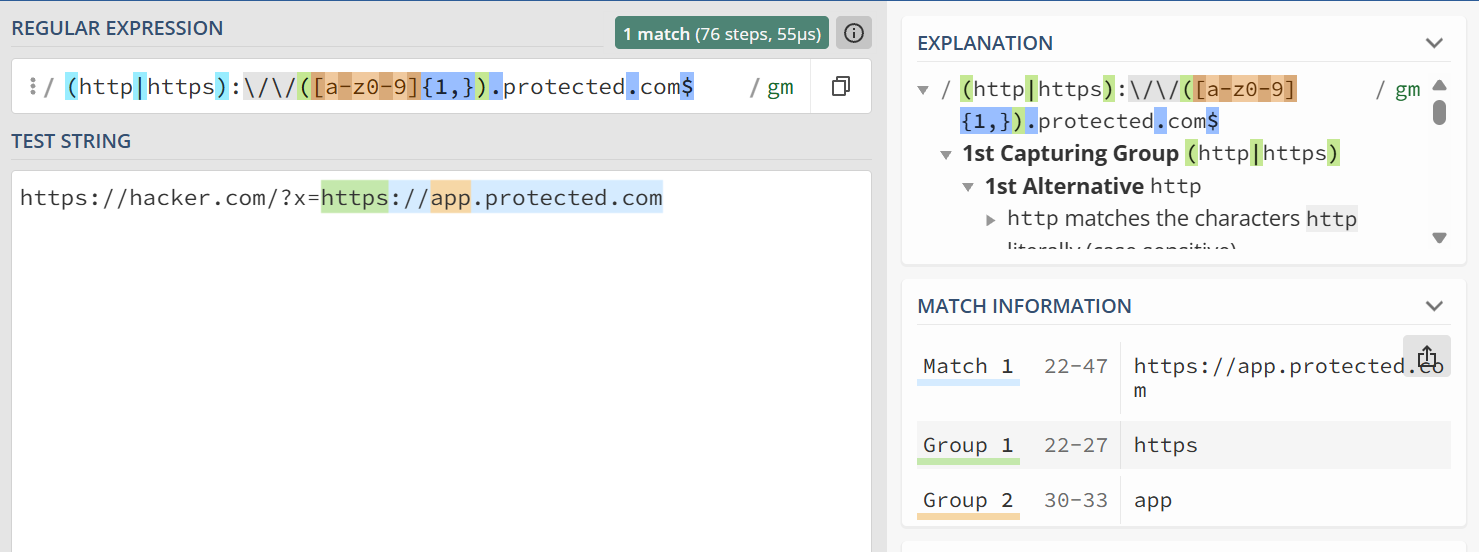 REGULAR EXPRESSION
1 match (76 steps, 55μs)
/ (http|https):\/\/([a-z0-9]{1,}).protected.com$ / gm
TEST STRING
https://hacker.com/?x=https://app.protected.com
EXPLANATION
/ (http|https):\/\/([a-z0-9] / gm
{1,}).protected.com$
1st Capturing Group (http|https)
1st Alternative http
http matches the characters http
literally (case sensitive)
MATCH INFORMATION
Match 1 22-47 https://app.protected.co
m
Group 1 22-27 https
Group 2 30-33 app